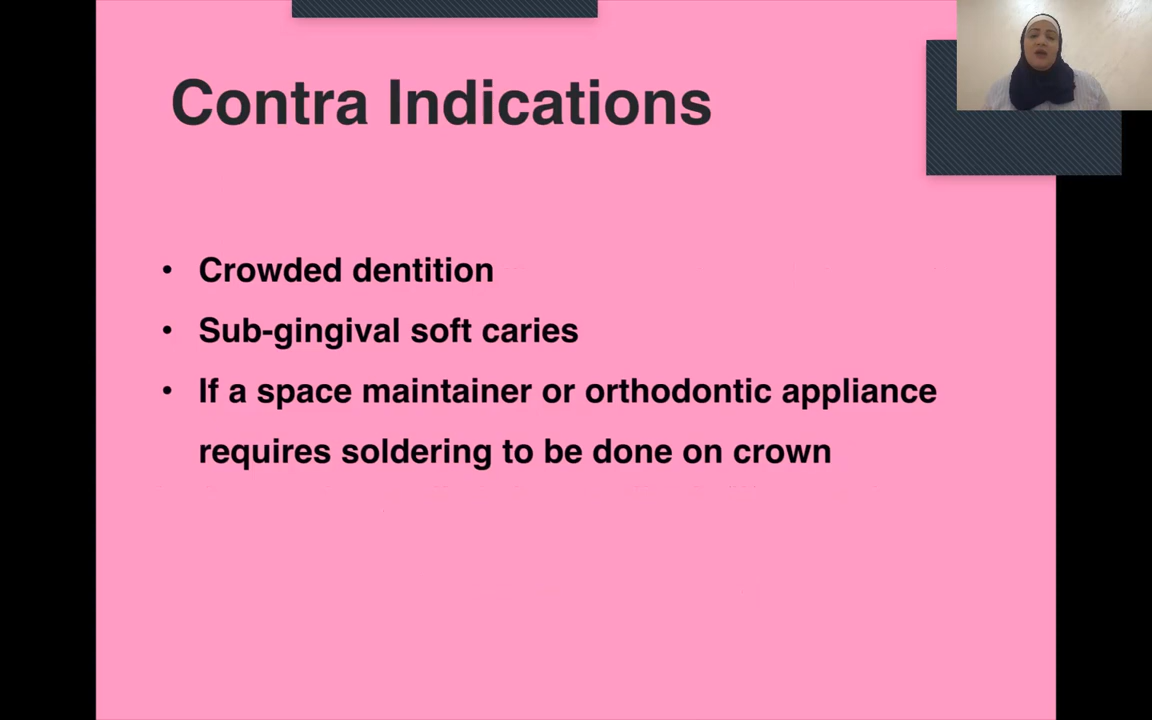 Contra Indications
• Crowded dentition
• Sub-gingival soft caries
• If a space maintainer or orthodontic appliance
requires soldering to be done on crown